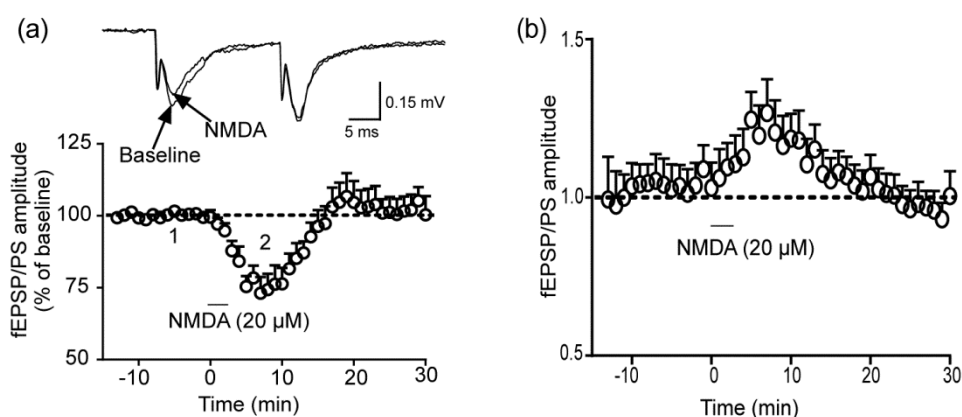 (a)
0.15 mV
5 ms
NMDA
Baseline
fEPSP/PS amplitude
(% of baseline)
125
100
75
50
1
2
NMDA (20 µM)
-10
0
10
20
30
Time (min)
(b)
fEPSP/PS amplitude
1.5
1.0
0.5
NMDA (20 µM)
-10
0
10
20
30
Time (min)